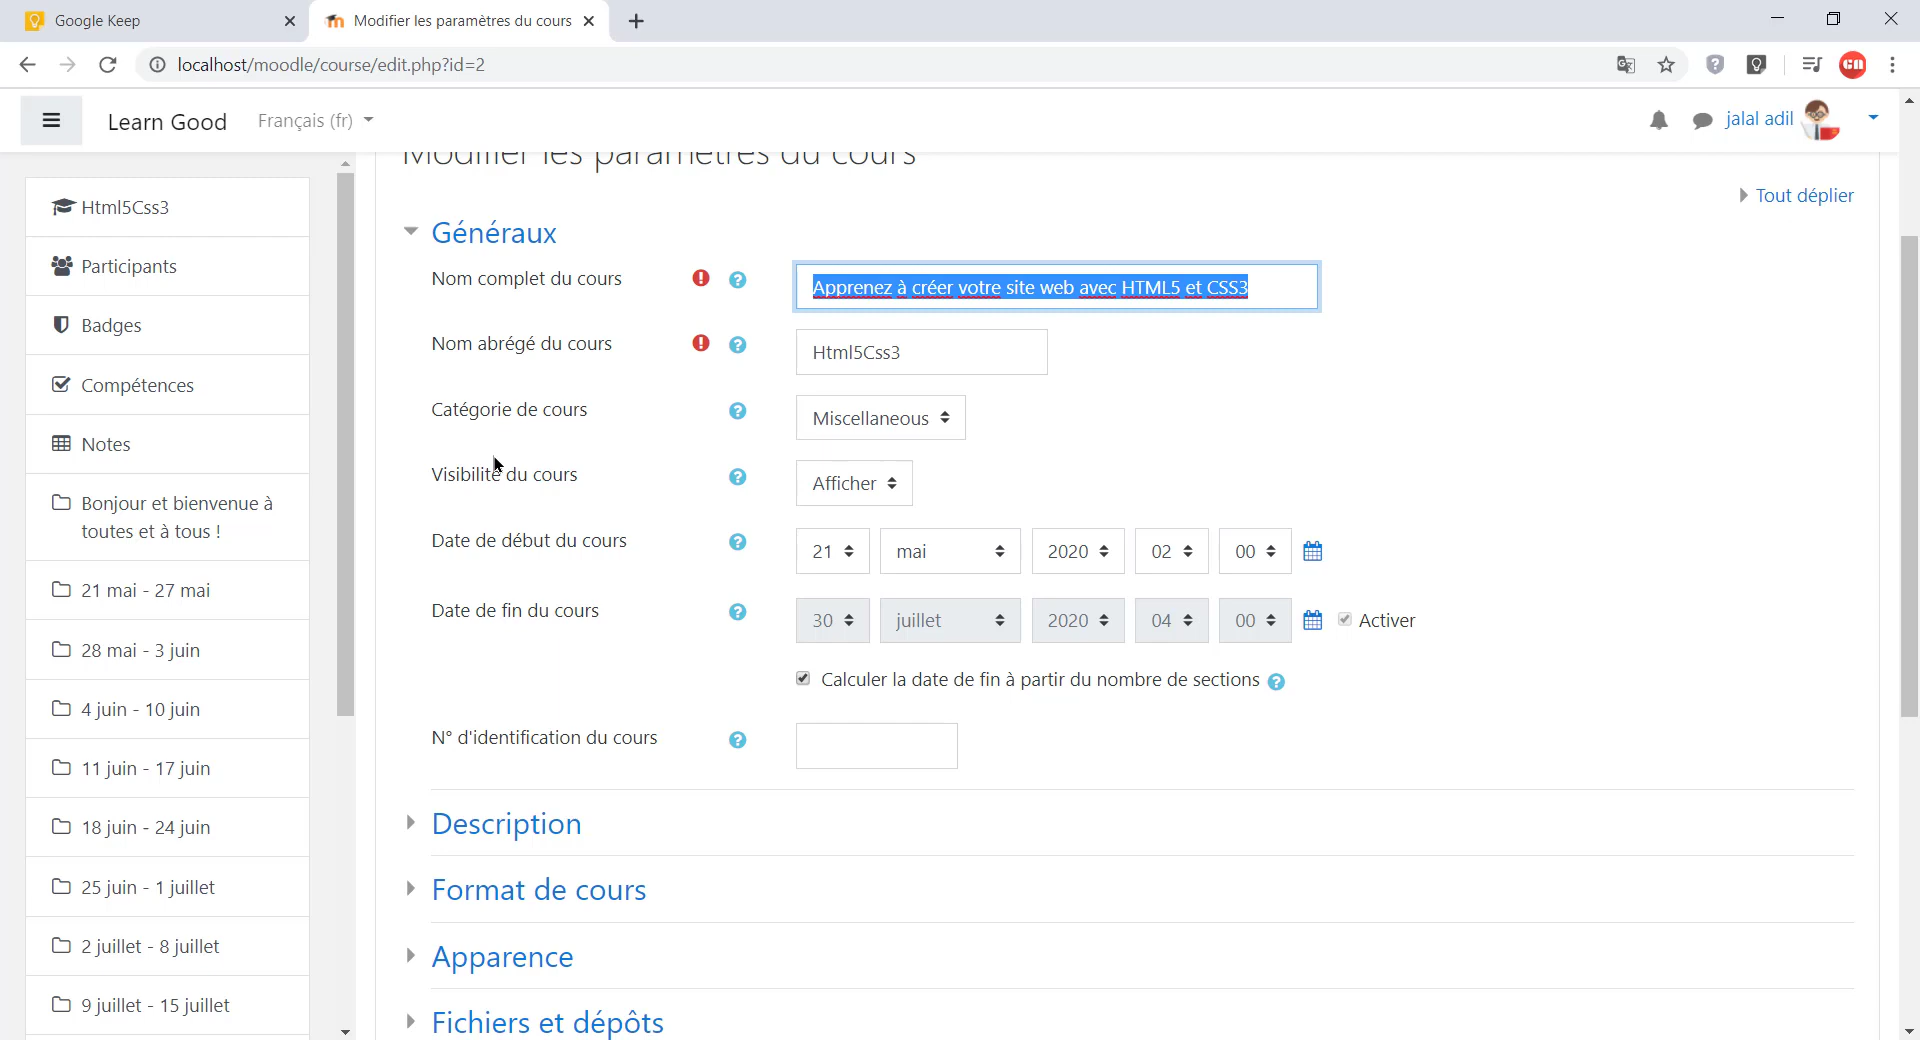 Google Keep
Modifier les paramètres du cours
localhost/moodle/course/edit.php?id=2
Learn Good
Français (fr)
jalal adil
Modifier les paramètres du cours
Tout déplier
Html5Css3
Participants
Badges
Compétences
Notes
Bonjour et bienvenue à
toutes et à tous !
21 mai - 27 mai
28 mai - 3 juin
4 juin - 10 juin
11 juin - 17 juin
18 juin - 24 juin
25 juin - 1 juillet
2 juillet - 8 juillet
9 juillet - 15 juillet
Généraux
Nom complet du cours
Apprenez à créer votre site web avec HTML5 et CSS3
Nom abrégé du cours
Html5Css3
Catégorie de cours
Miscellaneous
Visibilité du cours
Afficher
Date de début du cours
21 mai 2020 02 00
Date de fin du cours
30 juillet 2020 04 00 Activer
Calculer la date de fin à partir du nombre de sections
N° d'identification du cours
Description
Format de cours
Apparence
Fichiers et dépôts